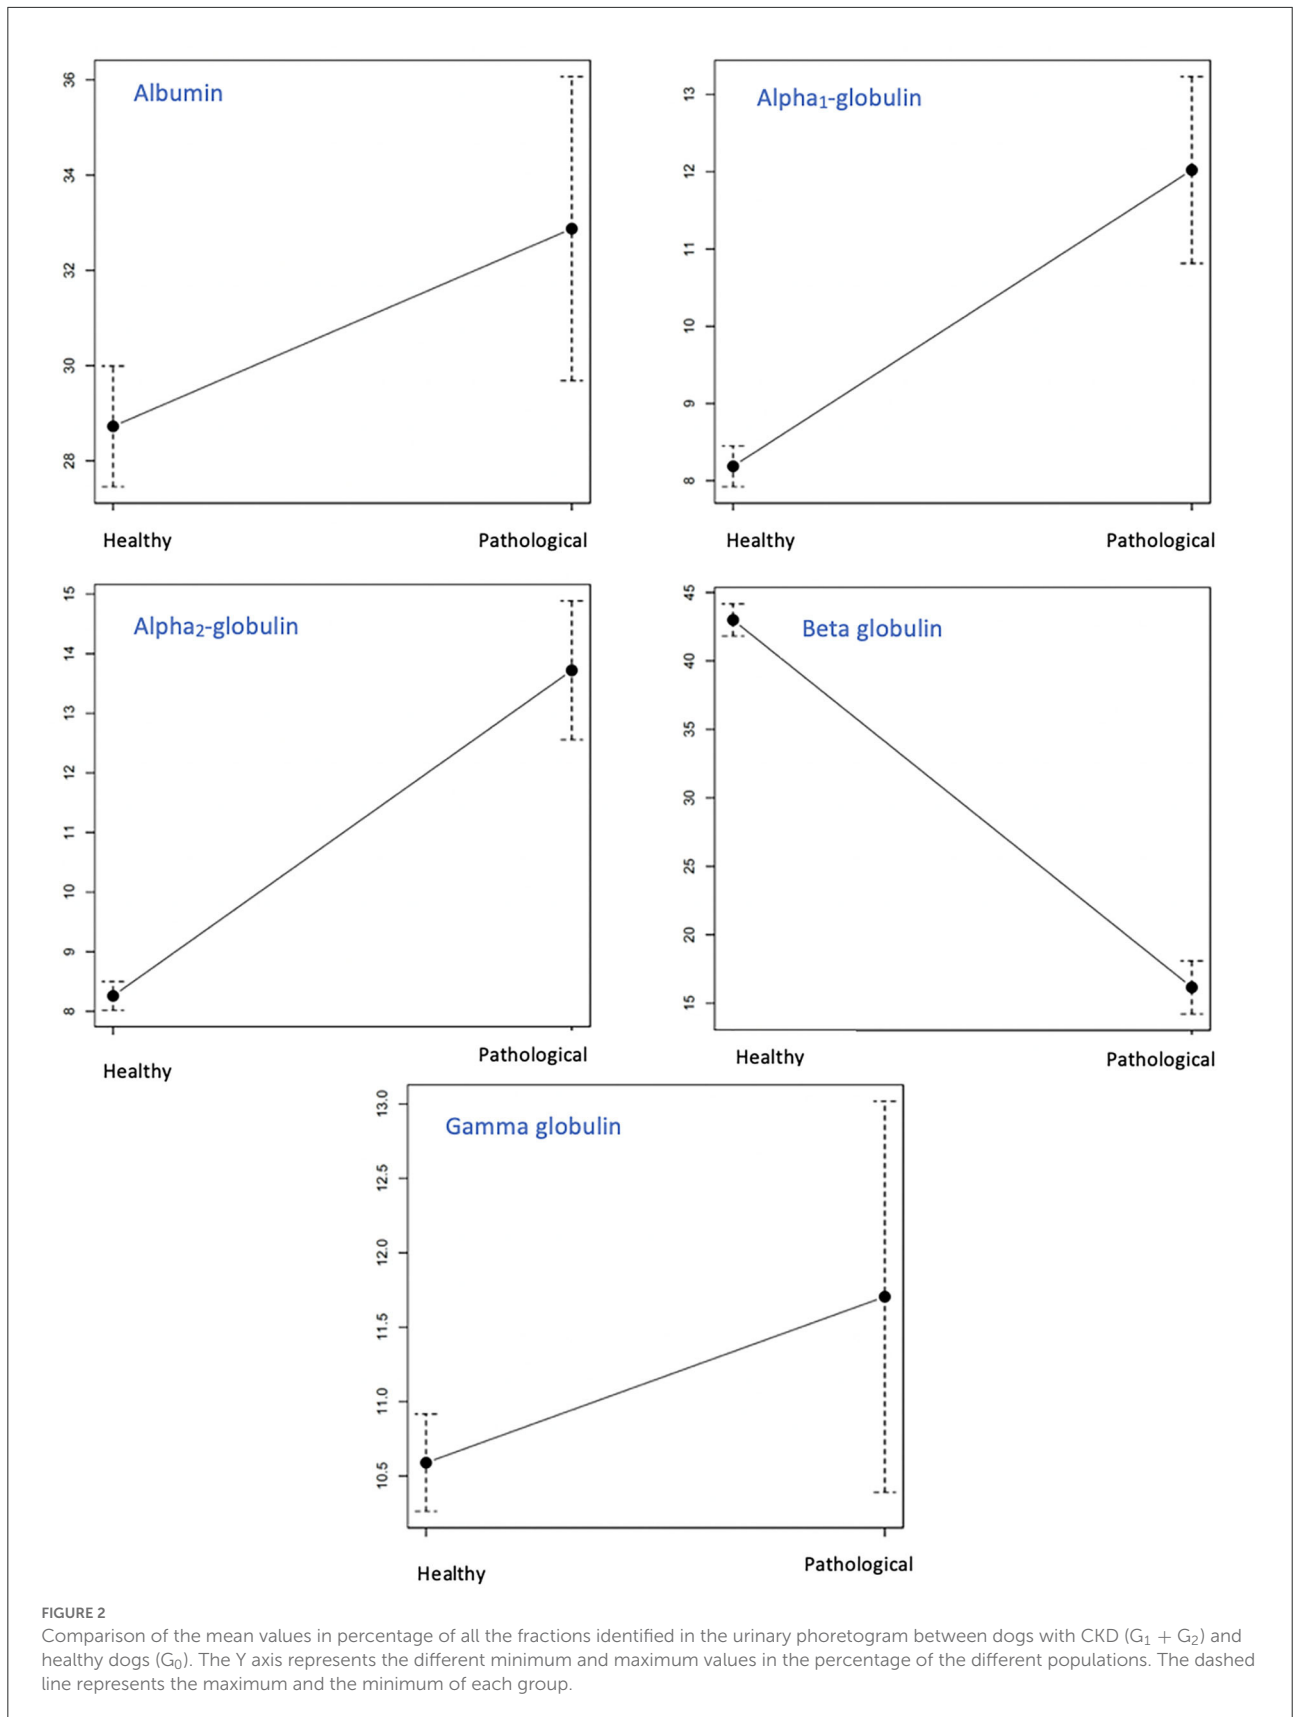 Albumin
36
34
32
30
28
Healthy
Pathological
Alpha₁-globulin
13
12
11
10
9
8
Healthy
Pathological
Alpha₂-globulin
15
14
13
12
11
10
9
8
Healthy
Pathological
Beta globulin
45
40
35
30
25
20
15
Healthy
Pathological
Gamma globulin
13.0
12.5
12.0
11.5
11.0
10.5
Healthy
Pathological
FIGURE 2
Comparison of the mean values in percentage of all the fractions identified in the urinary phoretogram between dogs with CKD (G₁ + G₂) and
healthy dogs (G₀). The Y axis represents the different minimum and maximum values in the percentage of the different populations. The dashed
line represents the maximum and the minimum of each group.